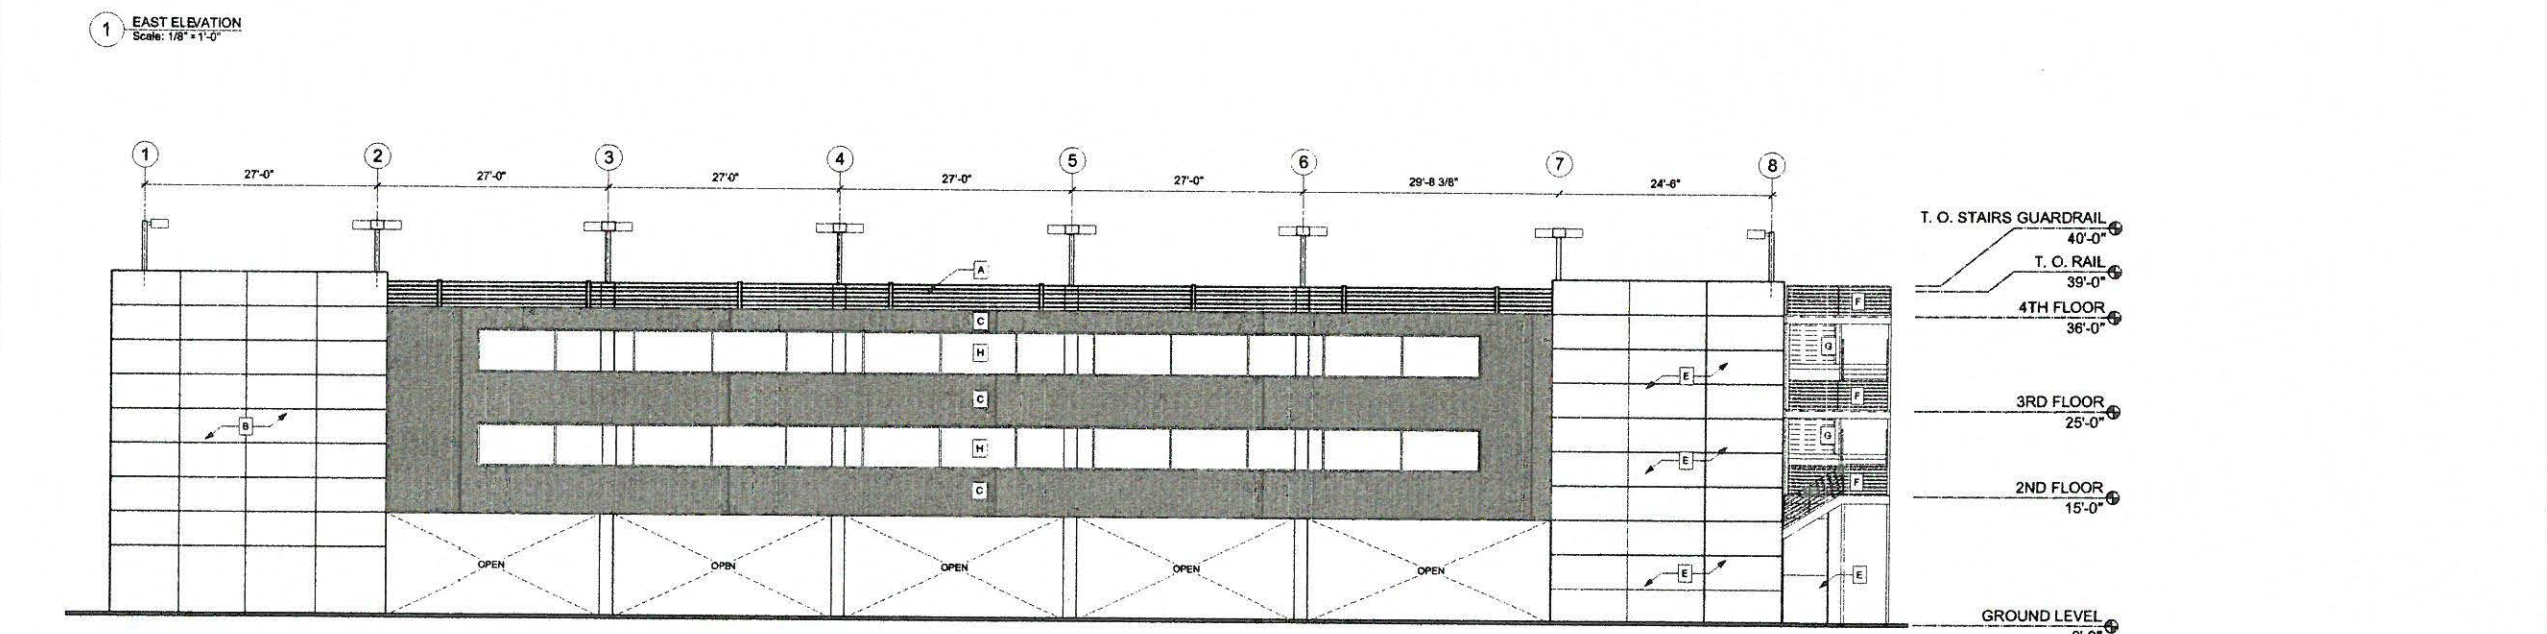 1
EAST ELEVATION
Scale: 1/8" = 1'-0"
1 2 3 4 5 6 7 8
27'-0" 27'-0" 27'-0" 27'-0" 27'-0" 29'-8 3/8" 24'-6"
T. O. STAIRS GUARDRAIL
40'-0"
T. O. RAIL
39'-0"
A
4TH FLOOR
36'-0"
F
C
G
H
E
F
C
3RD FLOOR
25'-0"
B
G
H
E
F
C
2ND FLOOR
15'-0"
OPEN OPEN OPEN OPEN OPEN
E E
GROUND LEVEL